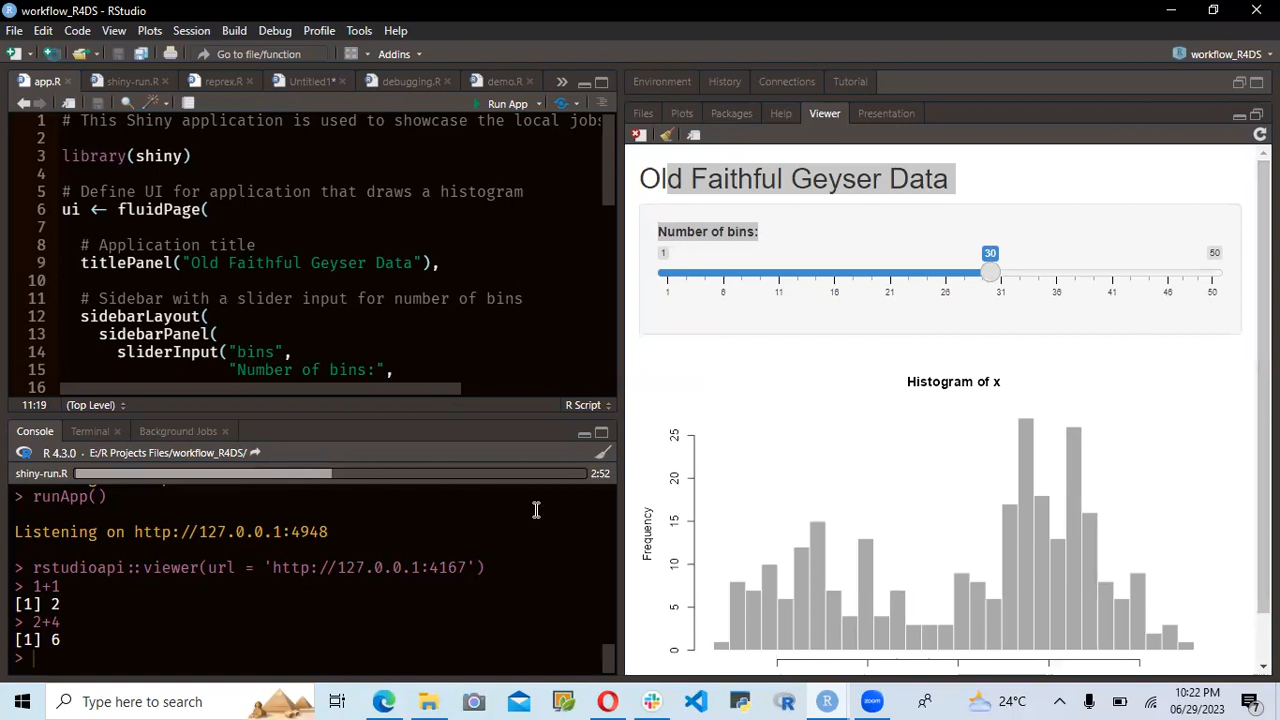 workflow_R4DS - RStudio
File Edit Code View Plots Session Build Debug Profile Tools Help
Go to file/function Addins workflow_R4DS
app.R shiny-run.R reprex.R Untitled1* debugging.R demo.R
Environment History Connections Tutorial
Run App
Files Plots Packages Help Viewer Presentation
1 # This Shiny application is used to showcase the local jobs
2
3 library(shiny)
4
5 # Define UI for application that draws a histogram
6 ui ← fluidPage(
7
8 # Application title
9 titlePanel("Old Faithful Geyser Data"),
10
11 # Sidebar with a slider input for number of bins
12 sidebarLayout(
13 sidebarPanel(
14 sliderInput("bins",
15 "Number of bins:",
16
11:19 (Top Level) R Script
Console Terminal Background Jobs
R 4.3.0 . E:/R Projects Files/workflow_R4DS/
shiny-run.R 2:52
> runApp()
Listening on http://127.0.0.1:4948
> rstudioapi::viewer(url = 'http://127.0.0.1:4167')
> 1+1
[1] 2
> 2+4
[1] 6
>
Old Faithful Geyser Data
Number of bins:
1 30 50
1 6 11 16 21 26 31 36 41 46 50
Histogram of x
Frequency
25
20
15
10
5
0
Type here to search
24°C
10:22 PM
06/29/2023
7